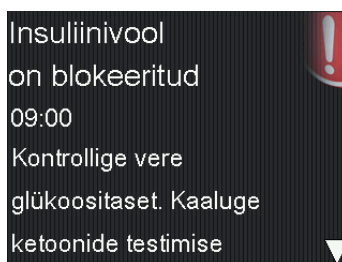 Insuliinivool
on blokeeritud
09:00
Kontrollige vere
glükoositaset. Kaaluge
ketoonide testimise